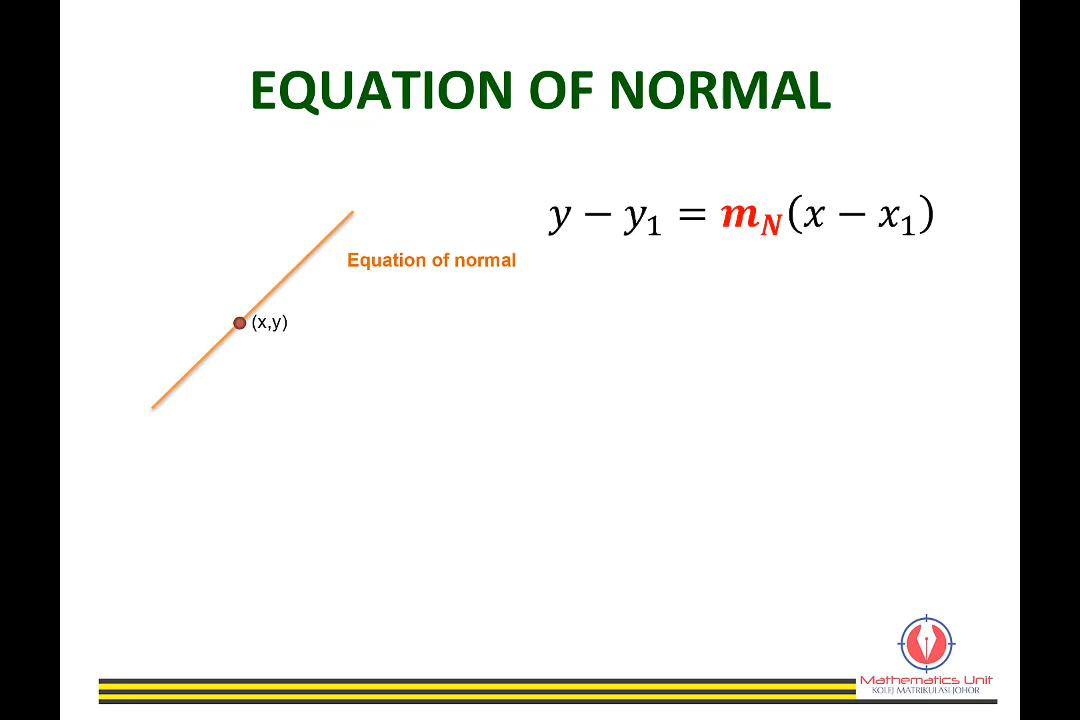 EQUATION OF NORMAL
y − y₁ = m_N(x − x₁)
Equation of normal
(x,y)
Mathematics Unit
KOLEJ MATRIKULASI JOHOR